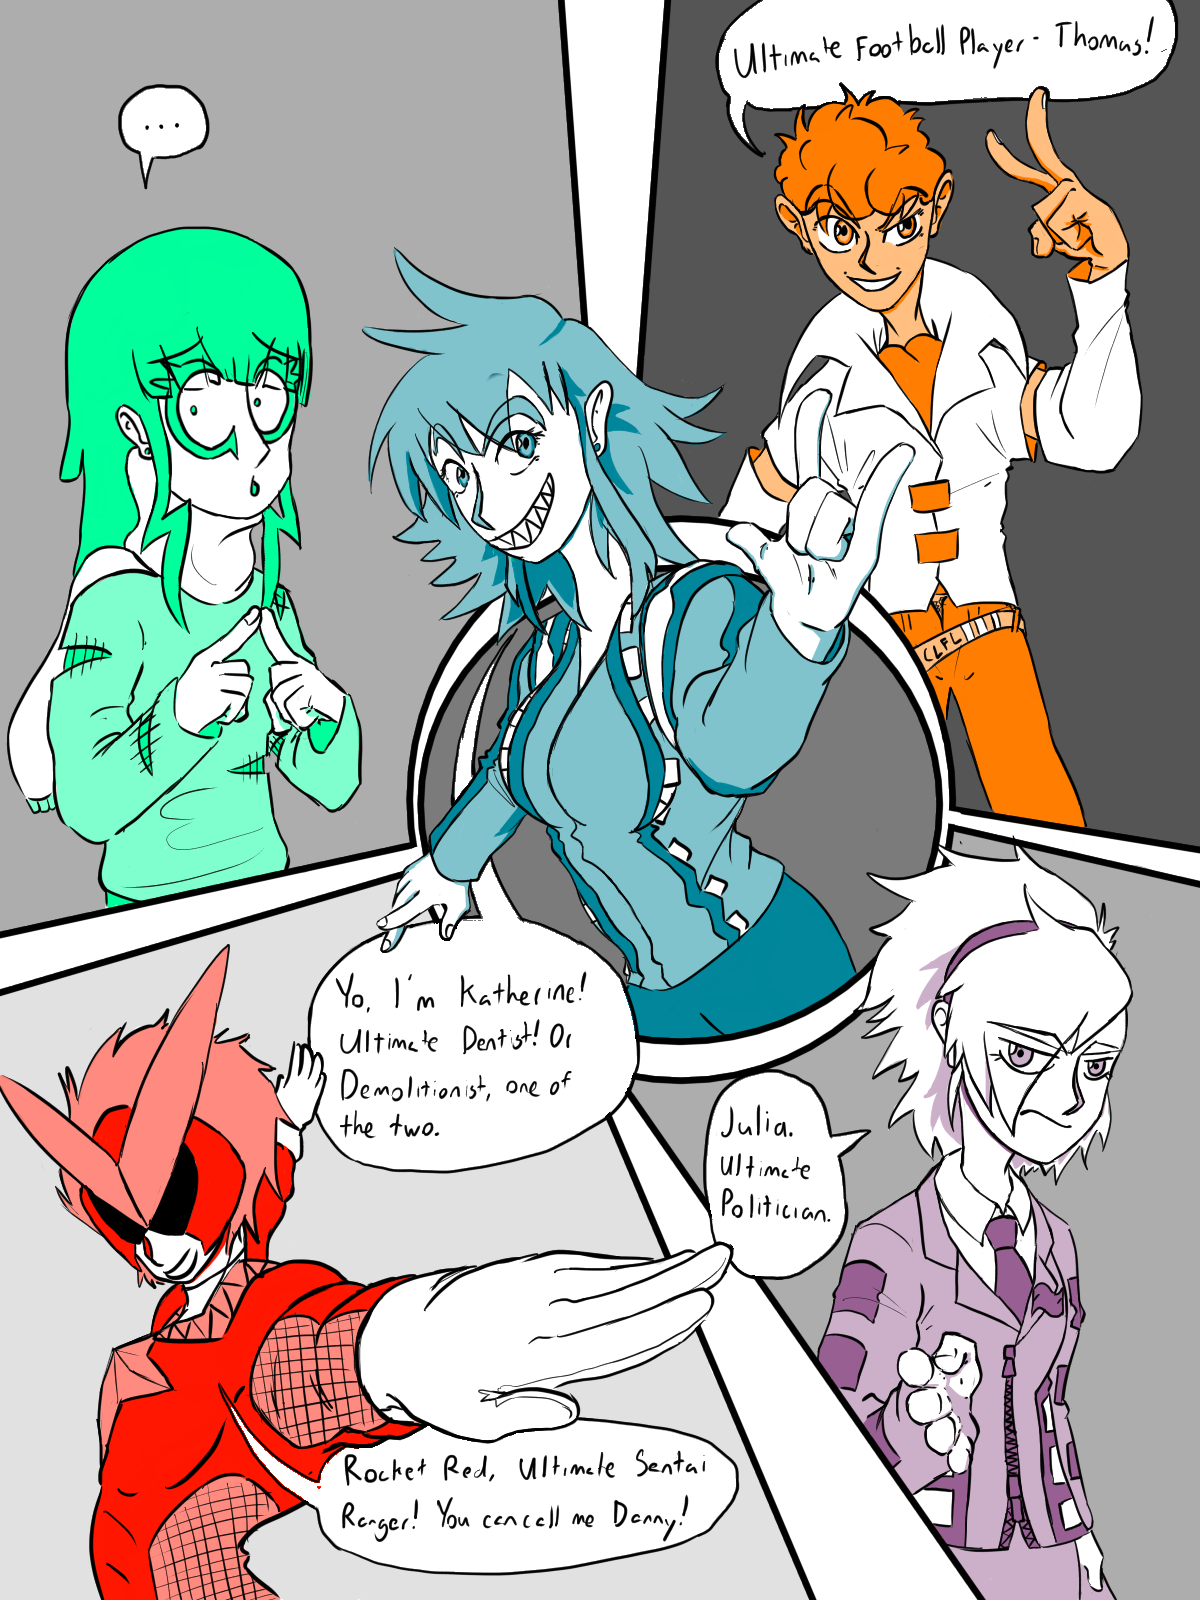 ...
Ultimate Football Player - Thomas!
CLFL
Yo, I'm Katherine!
Ultimate Dentist! Or
Demolitionist, one of
the two.
Julia.
Ultimate
Politician.
Rocket Red, Ultimate Sentai
Ranger! You can call me Danny!